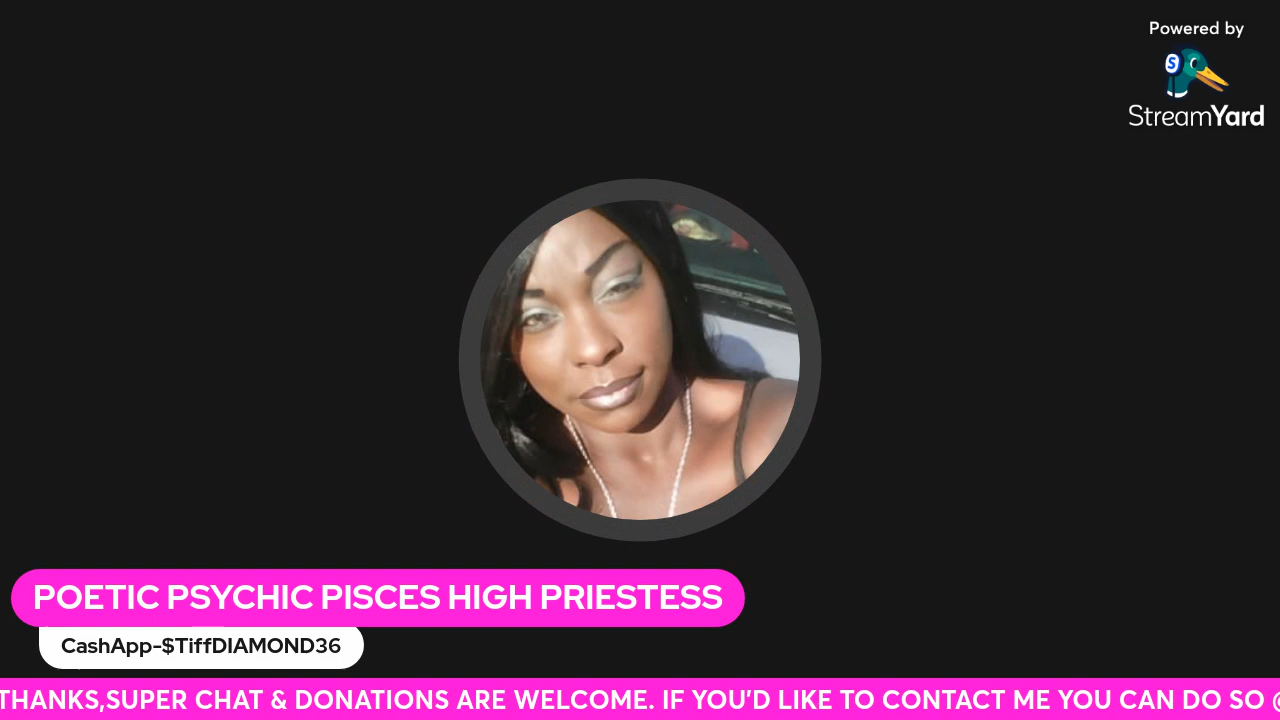 Powered by
S
StreamYard
POETIC PSYCHIC PISCES HIGH PRIESTESS
CashApp-$TiffDIAMOND36
THANKS,SUPER CHAT & DONATIONS ARE WELCOME. IF YOU'D LIKE TO CONTACT ME YOU CAN DO SO @